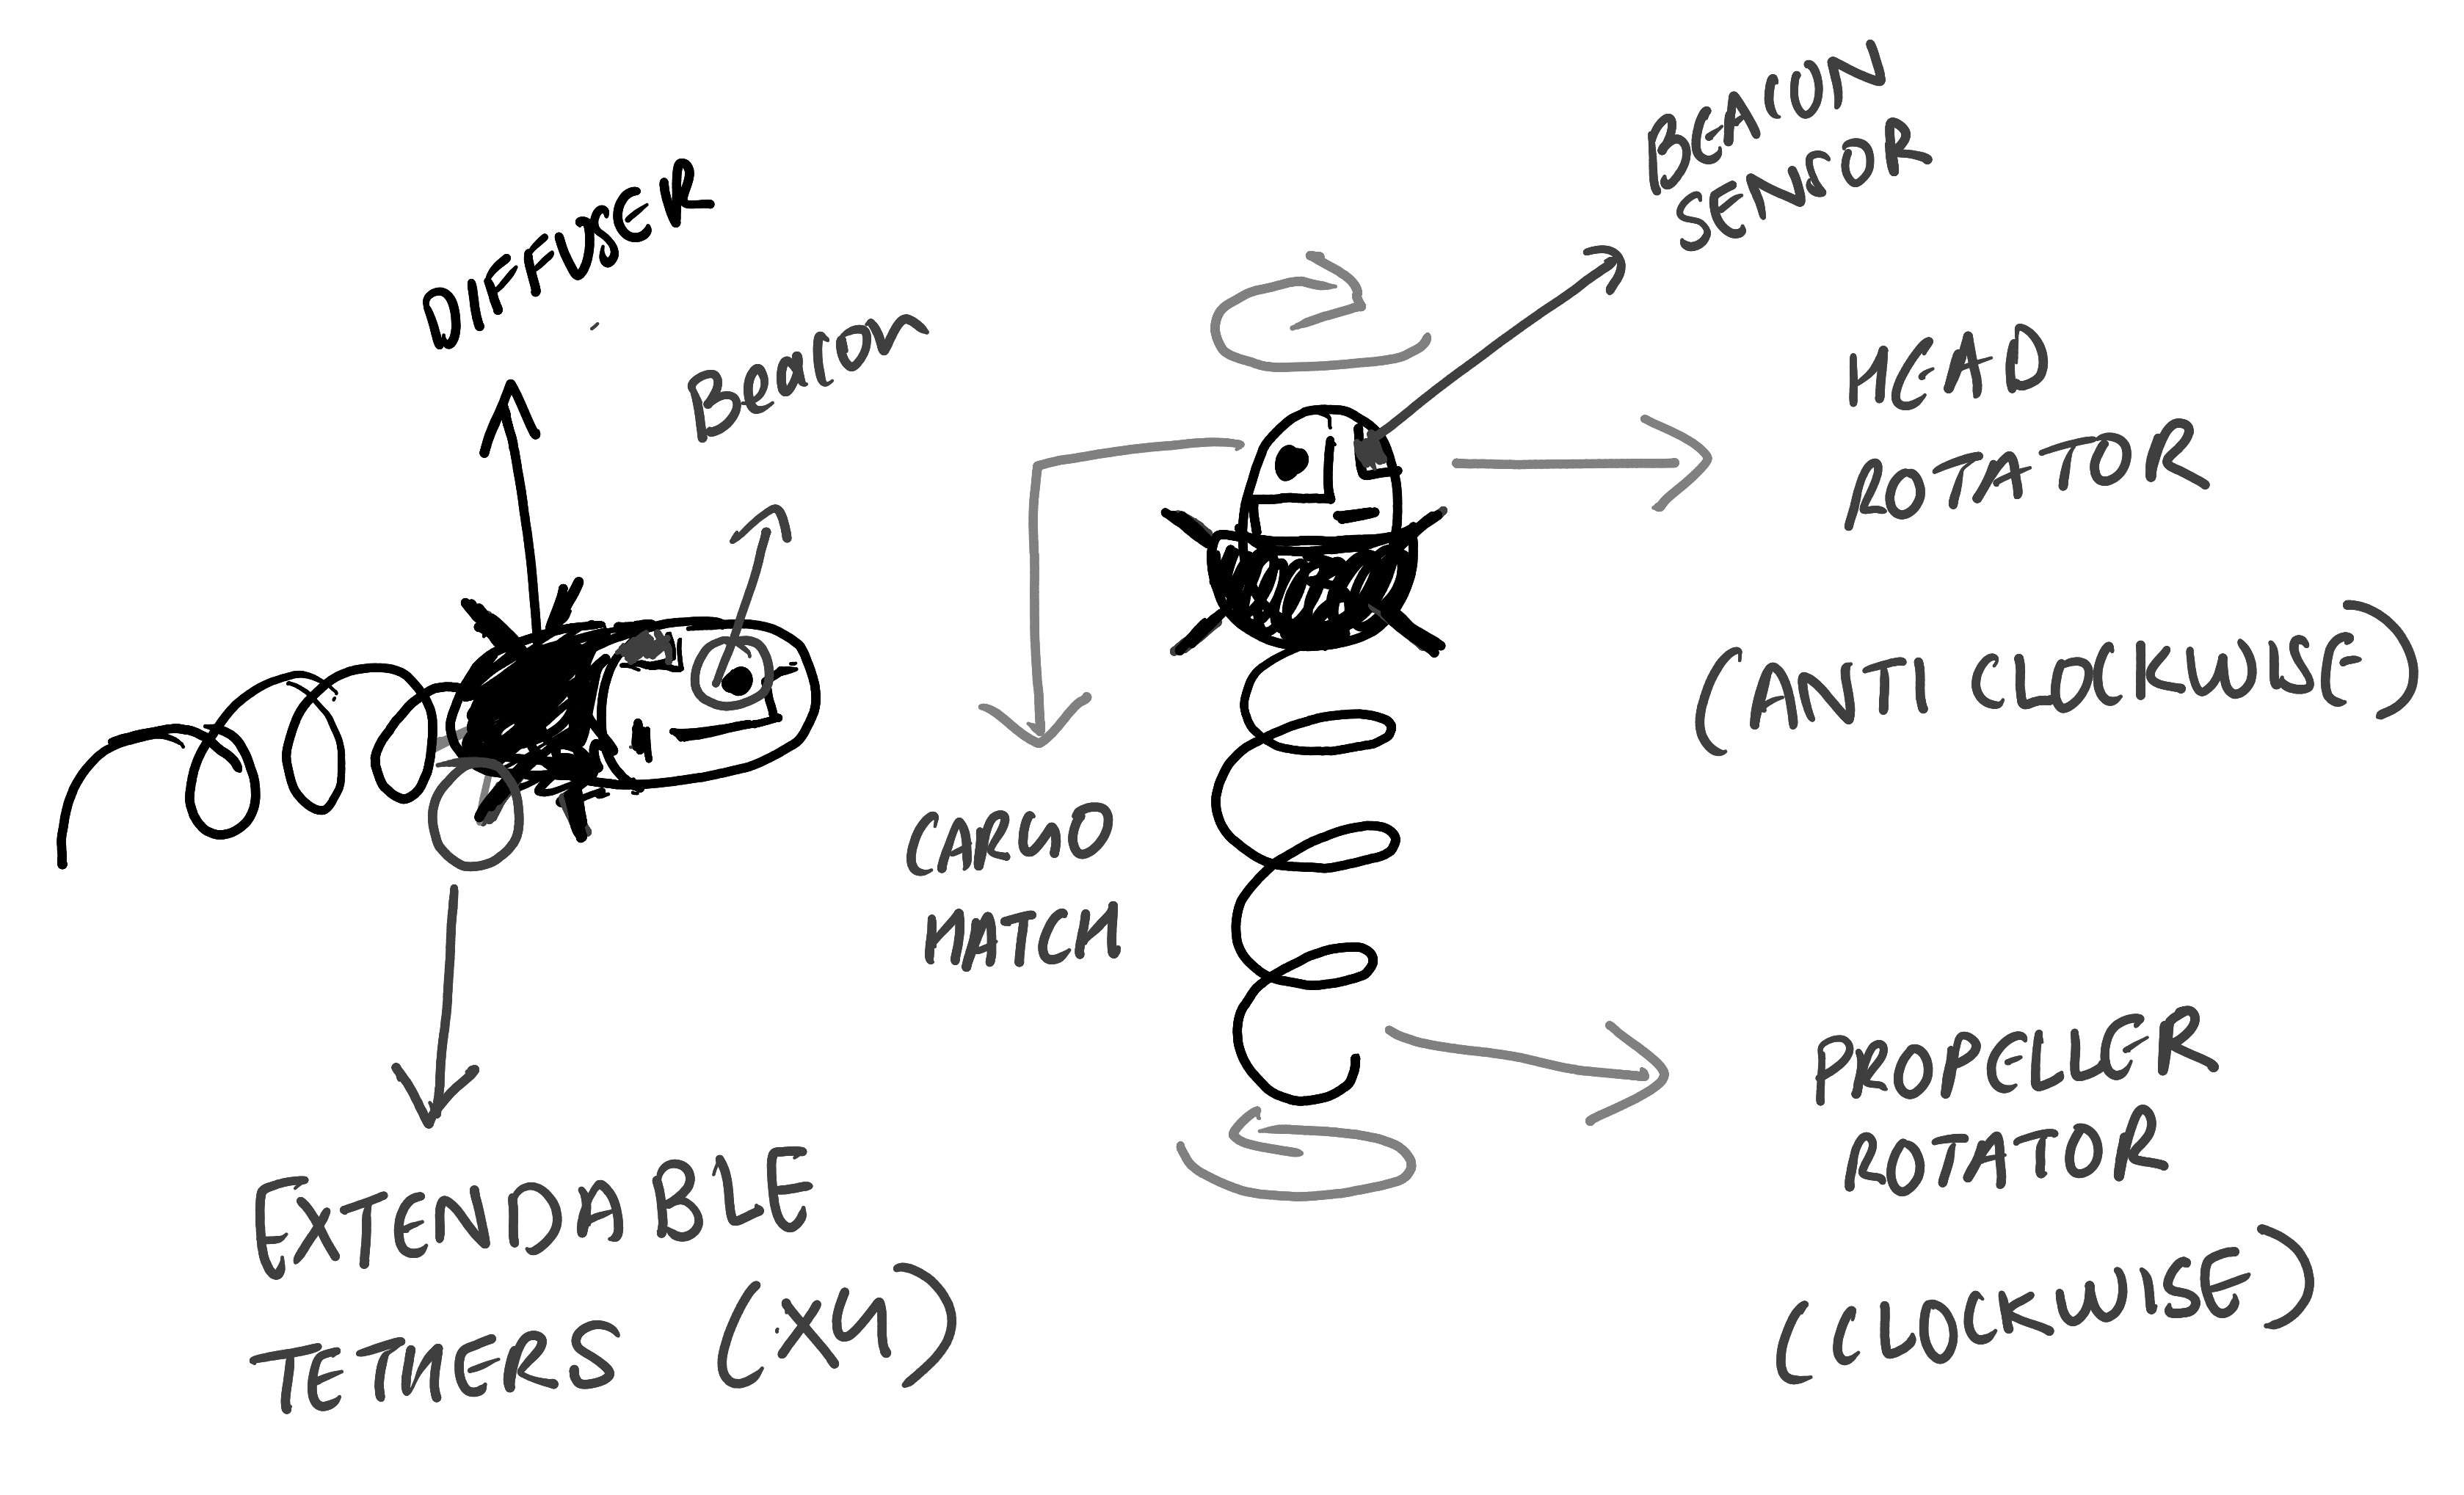 DIFFUSER
Beacon
BEACON
SENSOR
HEAD
ROTATOR
(ANTI CLOCKWISE)
CARGO
HATCH
PROPELLER
ROTATOR
(CLOCKWISE)
EXTENDABLE
TETHERS (X4)